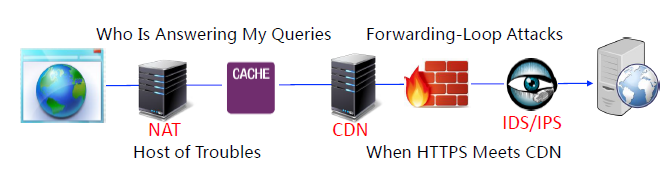 Who Is Answering My Queries
Forwarding-Loop Attacks
CACHE
NAT
CDN
IDS/IPS
Host of Troubles
When HTTPS Meets CDN